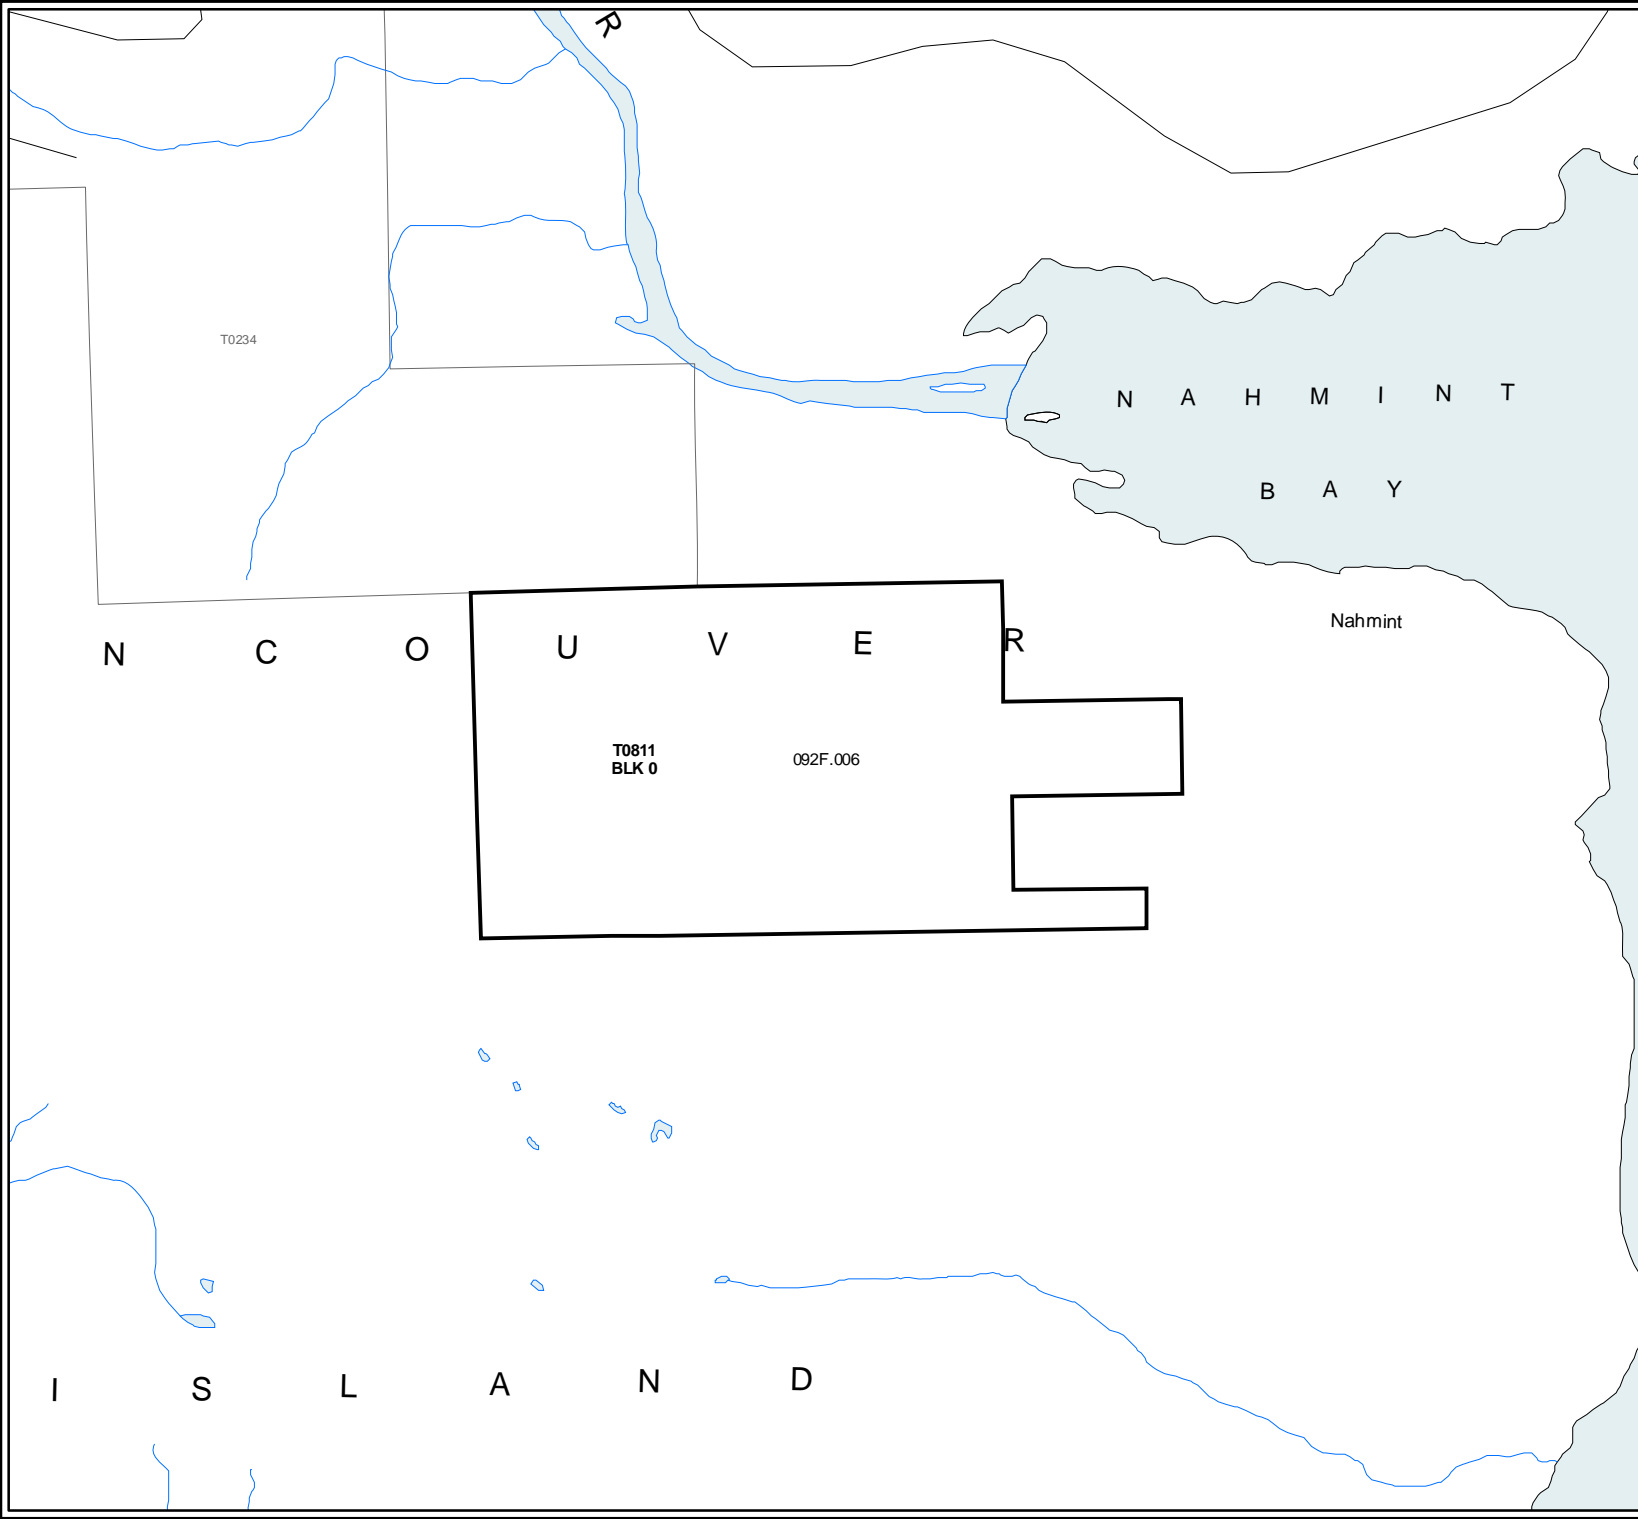 R
T0234
N A H M I N T
B A Y
Nahmint
N C O U V E R
T0811
BLK 0
092F.006
I S L A N D